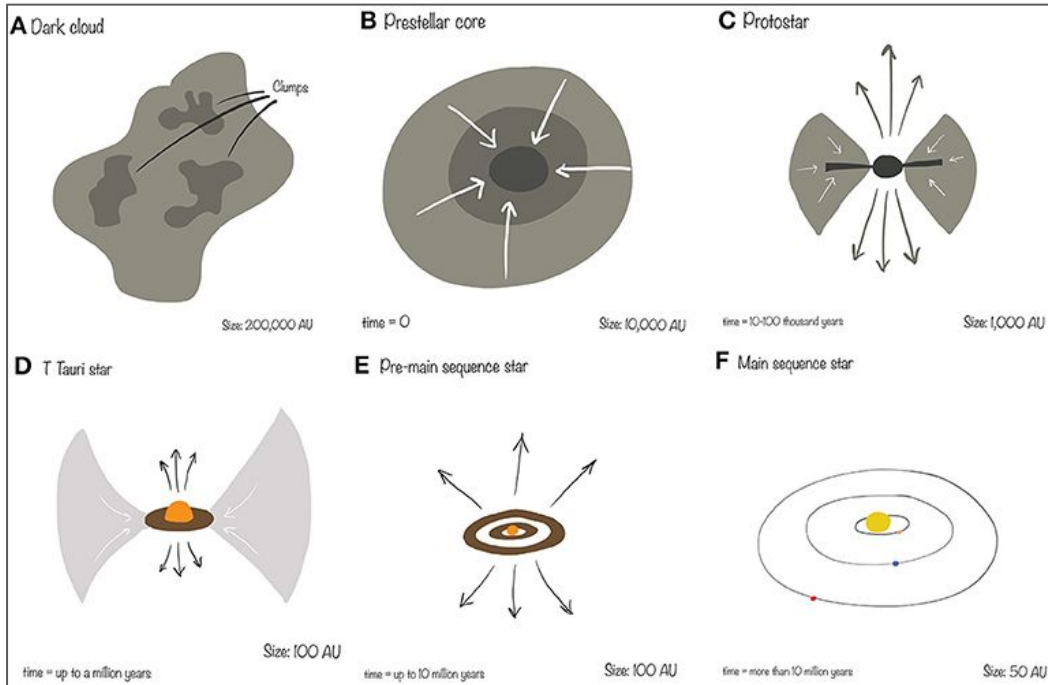 A Dark cloud
Clumps
Size: 200,000 AU
B Prestellar core
time = 0
Size: 10,000 AU
C Protostar
time = 10-100 thousand years
Size: 1,000 AU
D T Tauri star
time = up to a million years
Size: 100 AU
E Pre-main sequence star
time = up to 10 million years
Size: 100 AU
F Main sequence star
time = more than 10 million years
Size: 50 AU